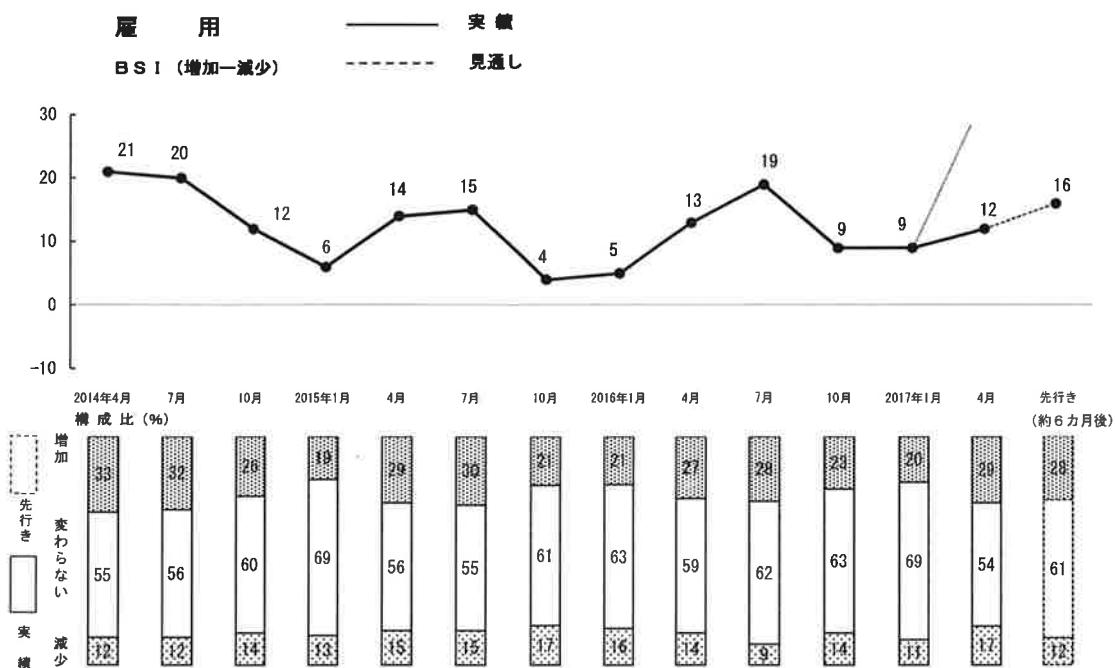 雇 用
実 績
BSI (増加ー減少)
見通し
30
20
10
0
-10
21 20 12 6 14 15 4 5 13 19 9 9 12 16
2014年4月 7月 10月 2015年1月 4月 7月 10月 2016年1月 4月 7月 10月 2017年1月 4月 先行き
構 成 比 (%)
(約6カ月後)
増加
33 32 26 19 29 30 21 21 27 28 23 20 29 28
先行き
変わらない
55 56 60 69 56 55 61 63 59 62 63 69 54 61
実 績
減少
12 12 14 13 15 15 17 16 14 9 14 11 17 12